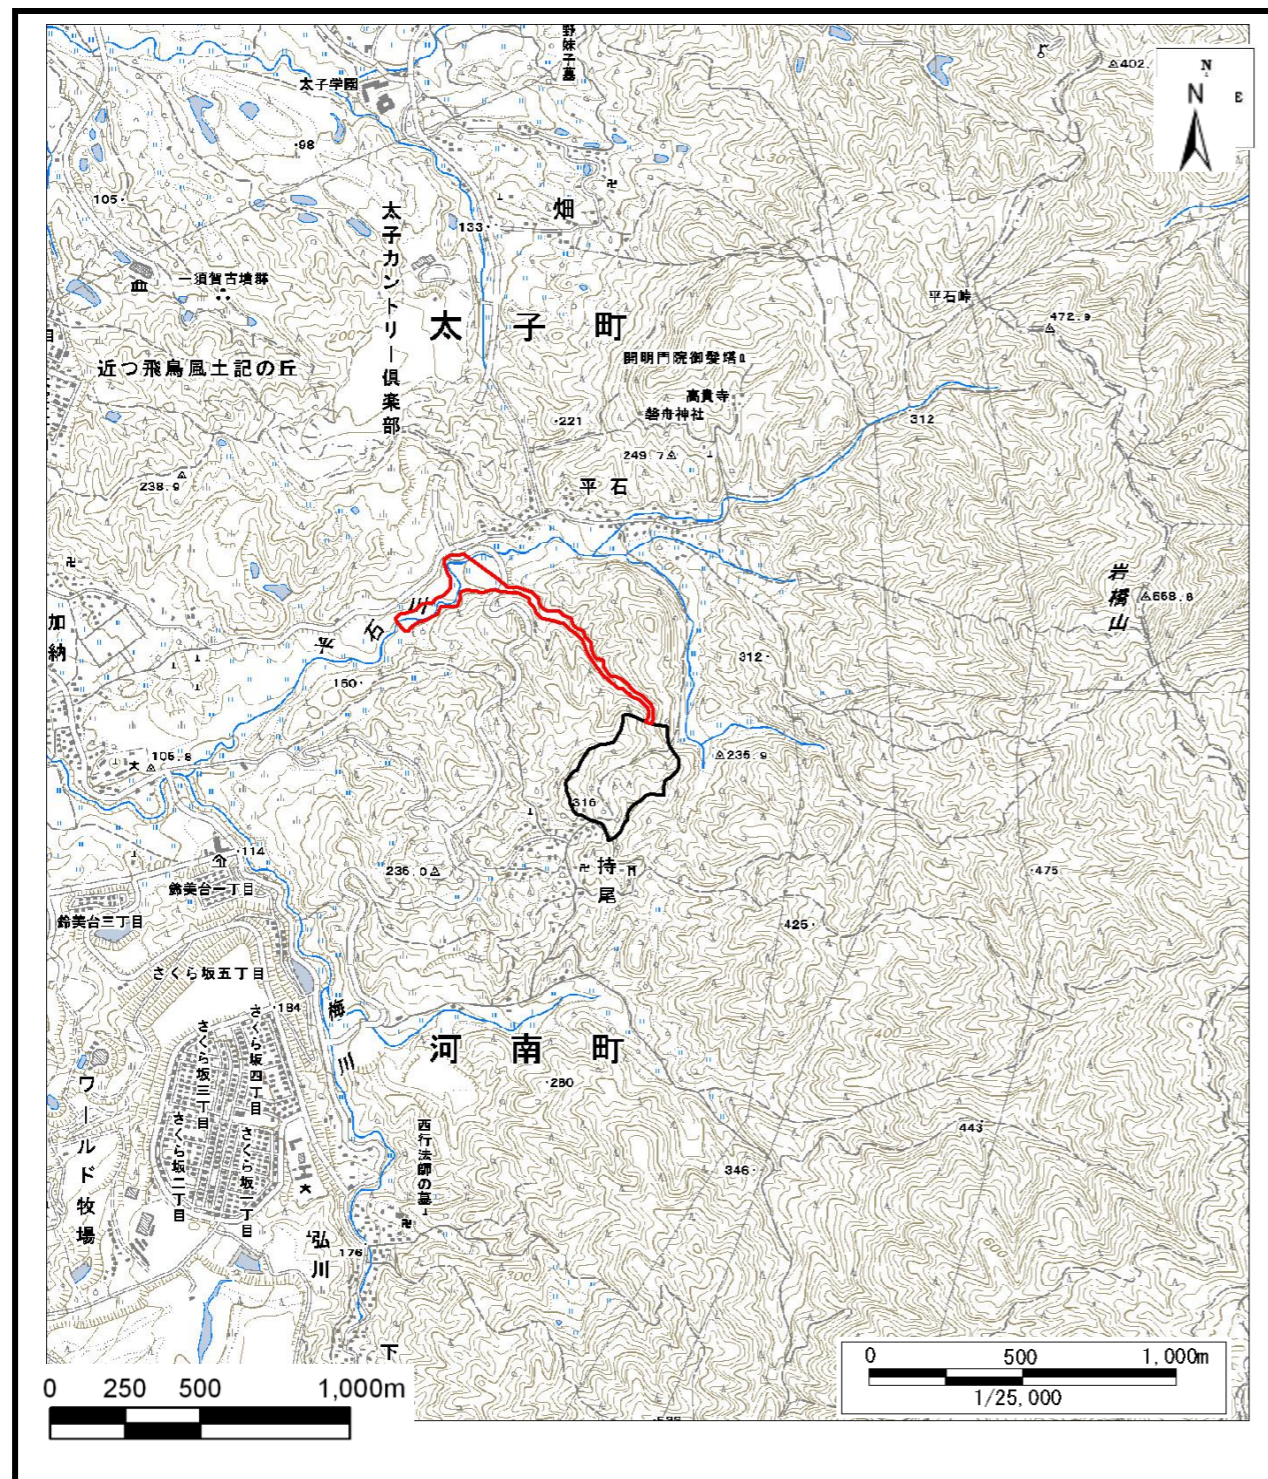 野妹子墓
太子学園
402.
N
N
E
98
105
畑
133
太子カントリー倶楽部
一須賀古墳群
平石峠
472.9
太子町
近つ飛鳥風土記の丘
開明門院御髪塔
高貴寺
磐舟神社
312
221
249.7
238.9
平石
岩橋山
658.8
加納
平石川
312
160
105.8
235.9
316
114
持尾
235.0
475
鈴美台一丁目
鈴美台三丁目
425
さくら坂五丁目
184
梅川
さくら坂四丁目
さくら坂三丁目
河南町
280
ワールド牧場
さくら坂二丁目
さくら坂一丁目
西行法師の墓
443
346
弘川
176
300
下
0 500 1,000m
1/25,000
0 250 500 1,000m